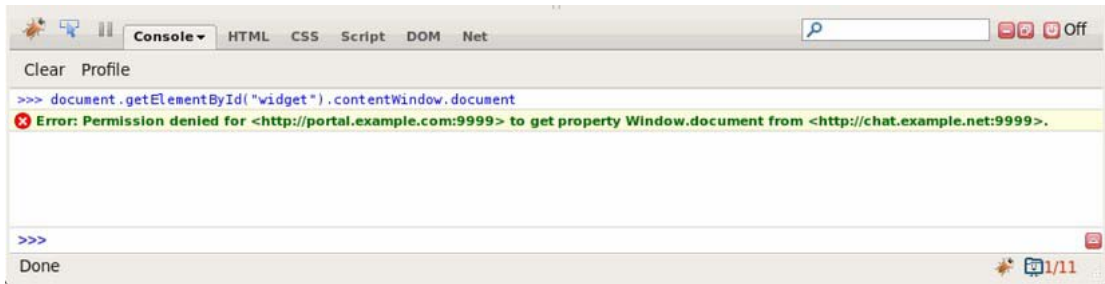 Console HTML CSS Script DOM Net Off
Clear Profile
>>> document.getElementById("widget").contentWindow.document
Error: Permission denied for <http://portal.example.com:9999> to get property Window.document from <http://chat.example.net:9999>.
>>>
Done 1/11